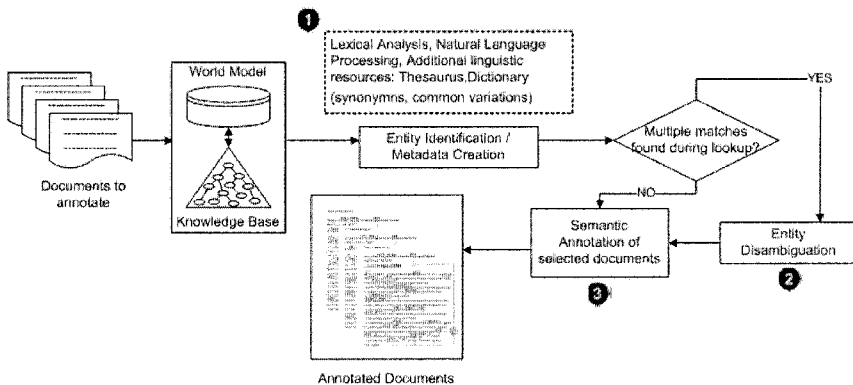 1
Lexical Analysis, Natural Language
Processing, Additional linguistic
resources: Thesaurus,Dictionary
(synonymns, common variations)
World Model
Knowledge Base
Documents to
annotate
Entity Identification /
Metadata Creation
Multiple matches
found during lookup?
YES
NO
Entity
Disambiguation
2
Semantic
Annotation of
selected documents
3
Annotated Documents